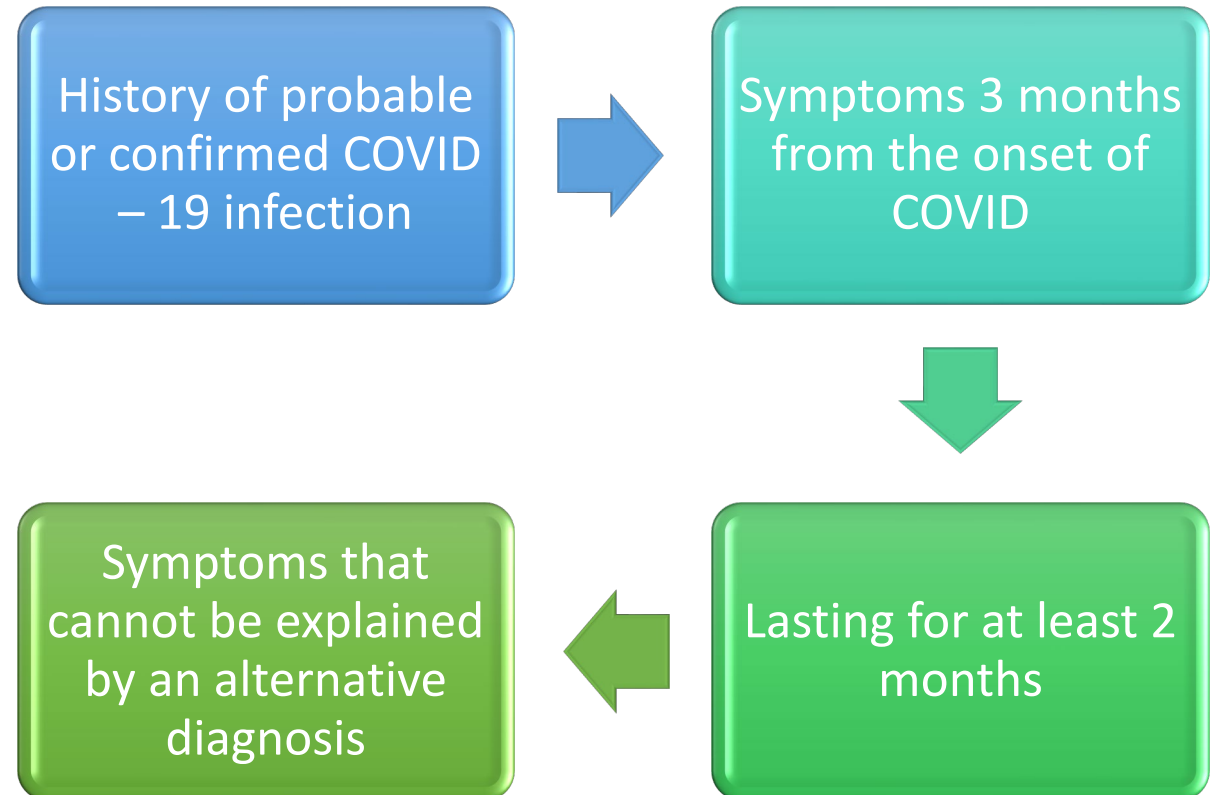 History of probable
or confirmed COVID
– 19 infection
Symptoms 3 months
from the onset of
COVID
Lasting for at least 2
months
Symptoms that
cannot be explained
by an alternative
diagnosis